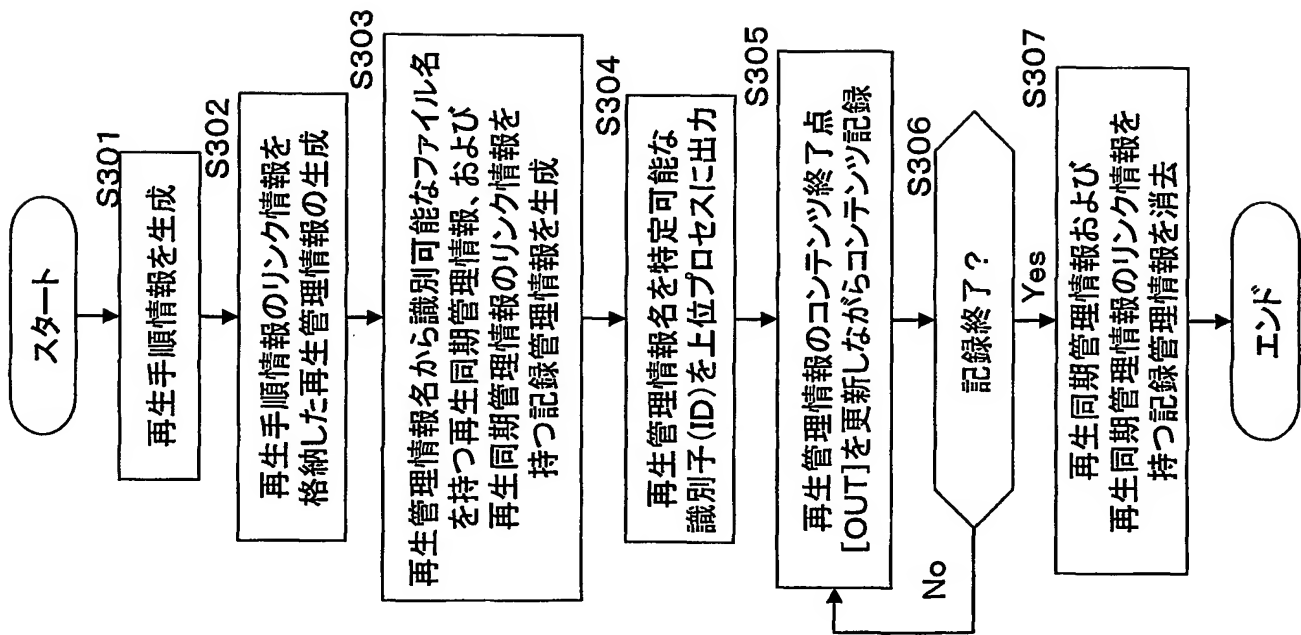 スタート
S301
再生手順情報を生成
S302
再生手順情報のリンク情報を
格納した再生管理情報の生成
S303
再生管理情報名から識別可能なファイル名
を持つ再生同期管理情報、および
再生同期管理情報のリンク情報を
持つ記録管理情報を生成
S304
再生管理情報名を特定可能な
識別子(ID)を上位プロセスに出力
S305
再生管理情報のコンテンツ終了点
[OUT]を更新しながらコンテンツ記録
S306
記録終了?
No
Yes
S307
再生同期管理情報および
再生同期管理情報のリンク情報を
持つ記録管理情報を消去
エンド